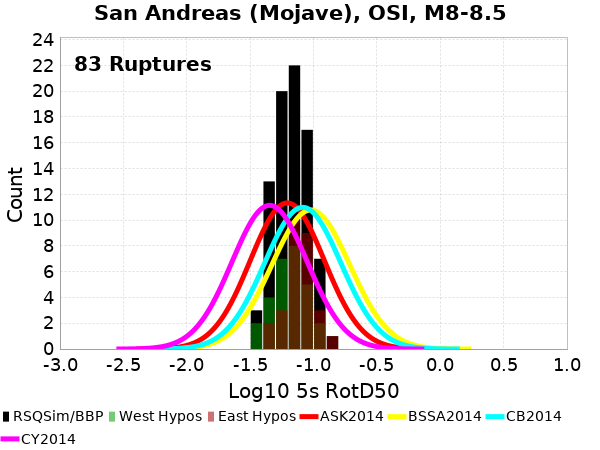 San Andreas (Mojave), OSI, M8-8.5
83 Ruptures
Count
24
22
20
18
16
14
12
10
8
6
4
2
0
-3.0 -2.5 -2.0 -1.5 -1.0 -0.5 0.0 0.5 1.0
Log10 5s RotD50
RSQSim/BBP West Hypos East Hypos ASK2014 BSSA2014 CB2014
CY2014